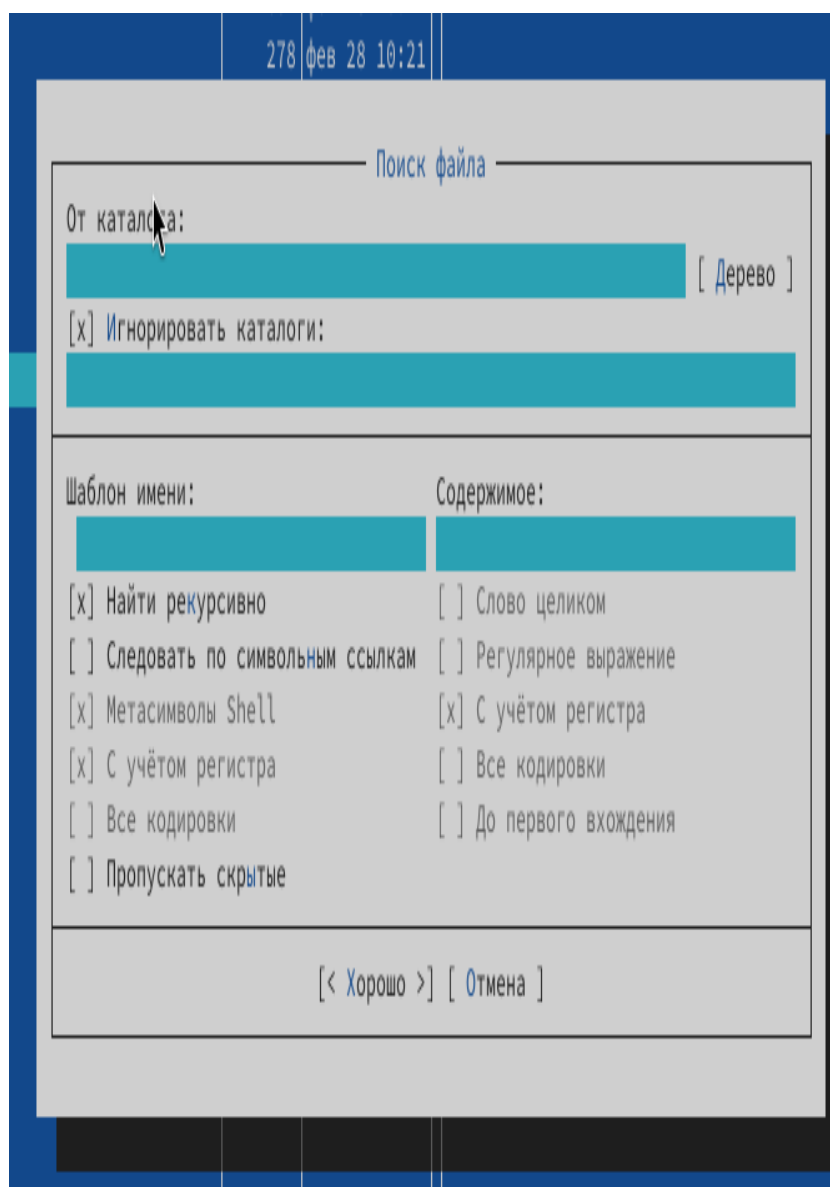 278 фев 28 10:21
Поиск файла
От каталога:
[ Дерево ]
[x] Игнорировать каталоги:
Шаблон имени:
Содержимое:
[x] Найти рекурсивно
[ ] Слово целиком
[ ] Следовать по символьным ссылкам
[ ] Регулярное выражение
[x] Метасимволы Shell
[x] С учётом регистра
[x] С учётом регистра
[ ] Все кодировки
[ ] Все кодировки
[ ] До первого вхождения
[ ] Пропускать скрытые
[< Хорошо >] [ Отмена ]